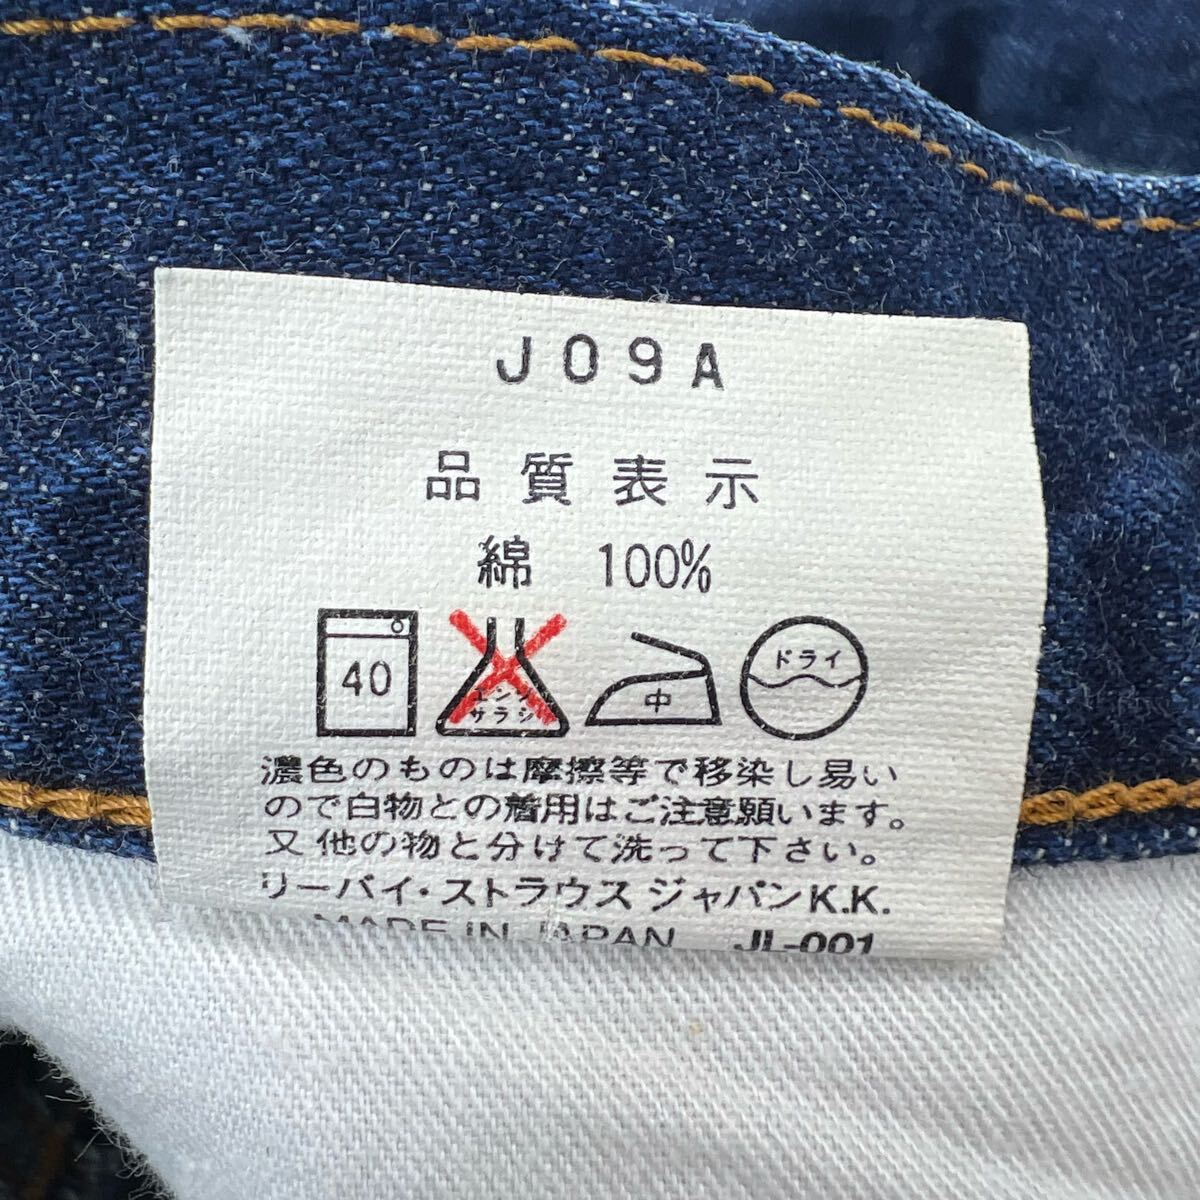 J09A
品質表示
綿 100%
40
エンソ
サラシ
中
ドライ
濃色のものは摩擦等で移染し易い
ので白物との着用はご注意願います。
又他の物と分けて洗って下さい。
リーバイ・ストラウス ジャパンK.K.
MADE IN JAPAN JL-001